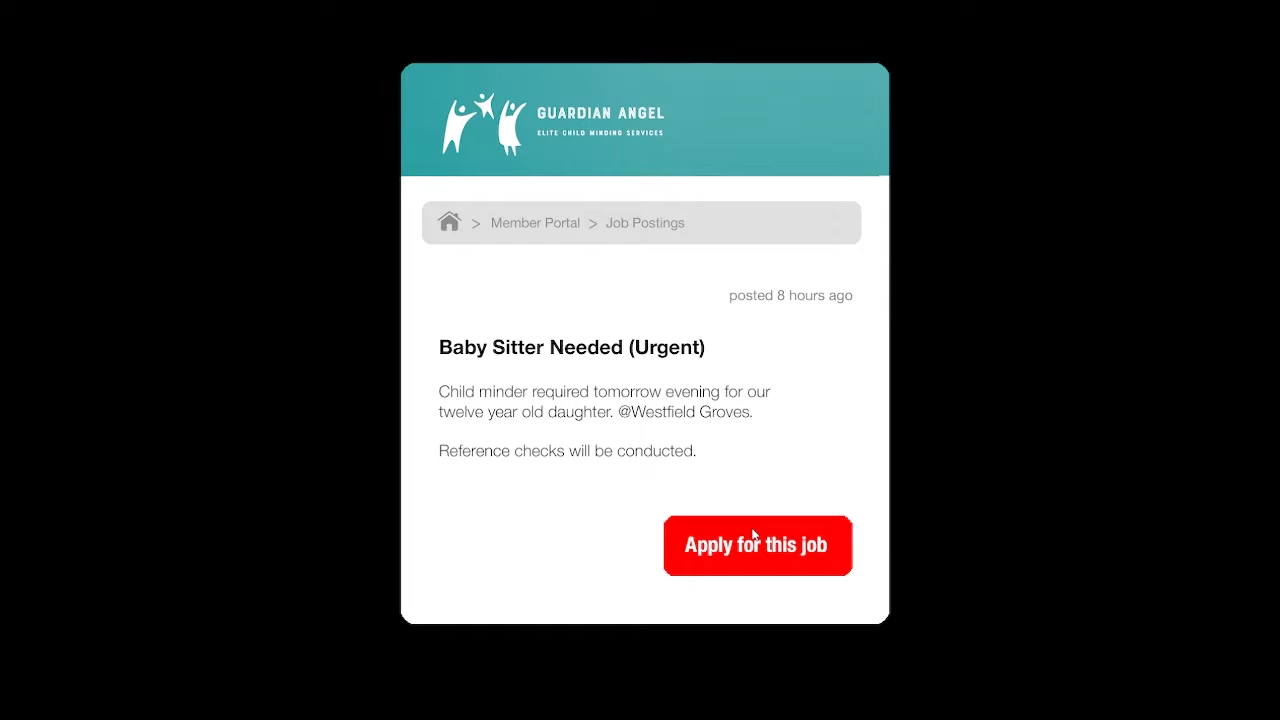 GUARDIAN ANGEL
ELITE CHILD MINDING SERVICES
> Member Portal > Job Postings
posted 8 hours ago
Baby Sitter Needed (Urgent)
Child minder required tomorrow evening for our
twelve year old daughter. @Westfield Groves.
Reference checks will be conducted.
Apply for this job